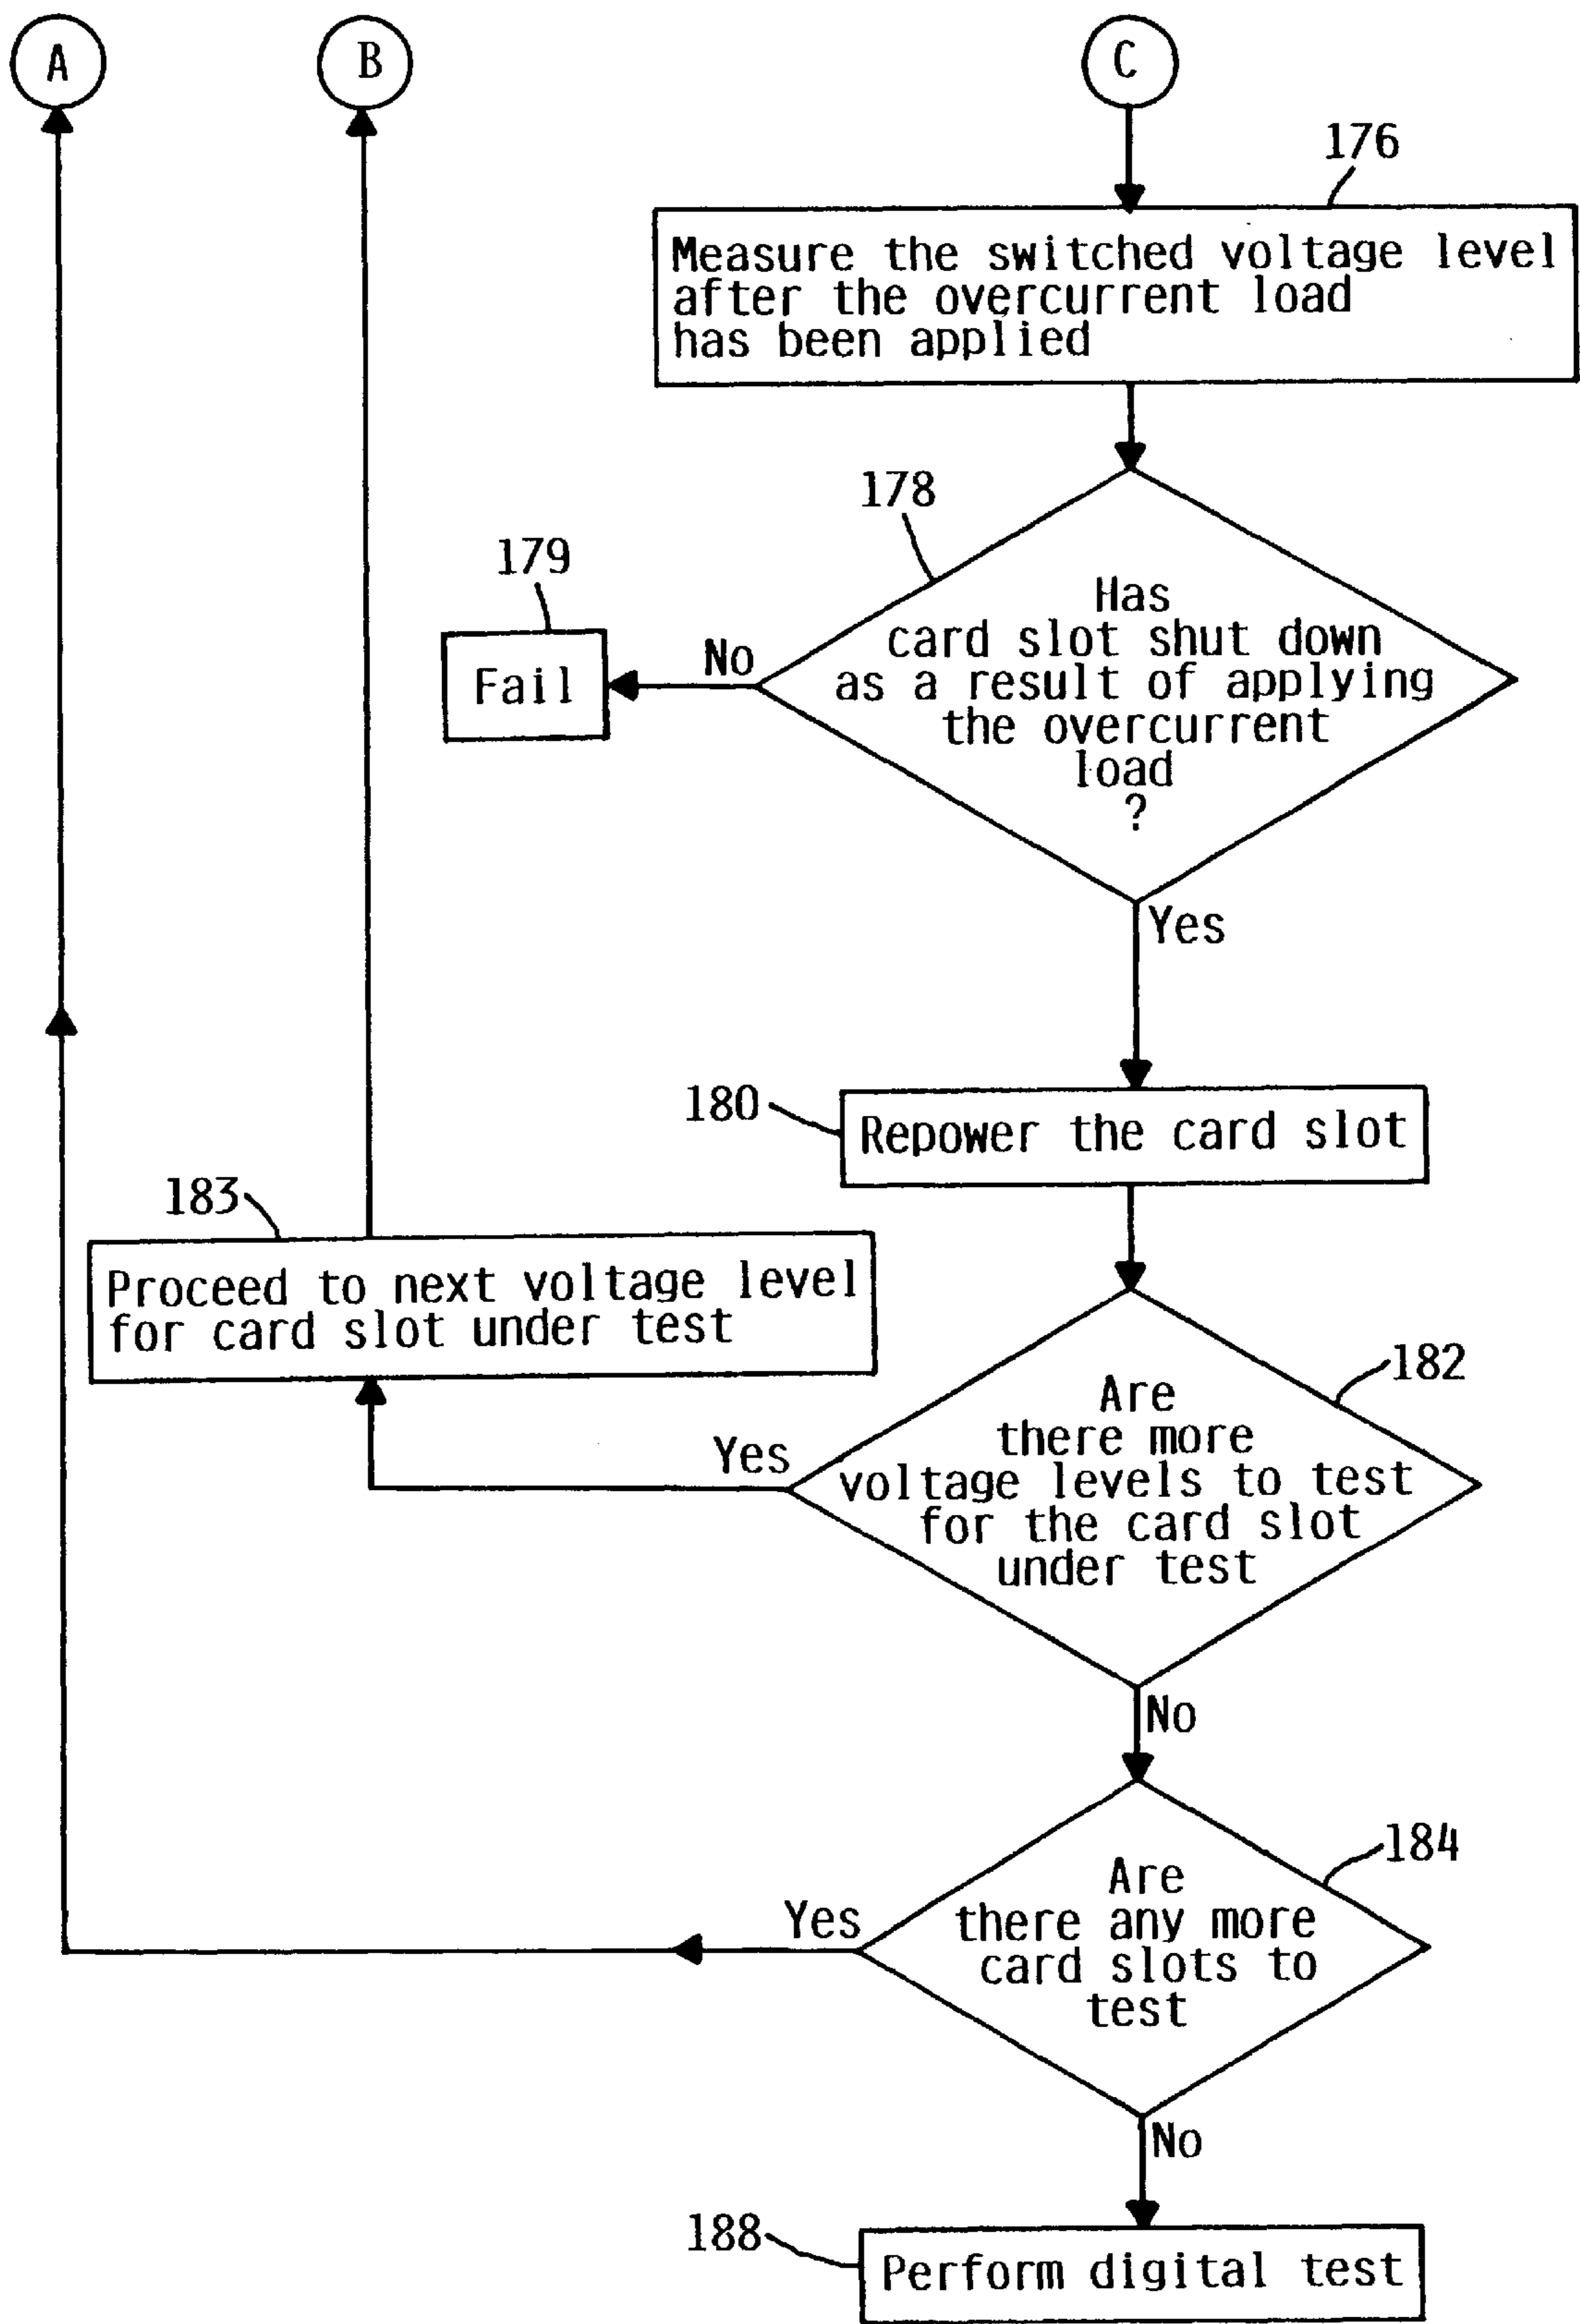 A
B
C
176
Measure the switched voltage level
after the overcurrent load
has been applied
178
179
Has
card slot shut down
as a result of applying
the overcurrent
load
?
No
Fail
Yes
180
Repower the card slot
183
Proceed to next voltage level
for card slot under test
182
Are
there more
voltage levels to test
for the card slot
under test
Yes
No
184
Are
there any more
card slots to
test
Yes
No
188
Perform digital test